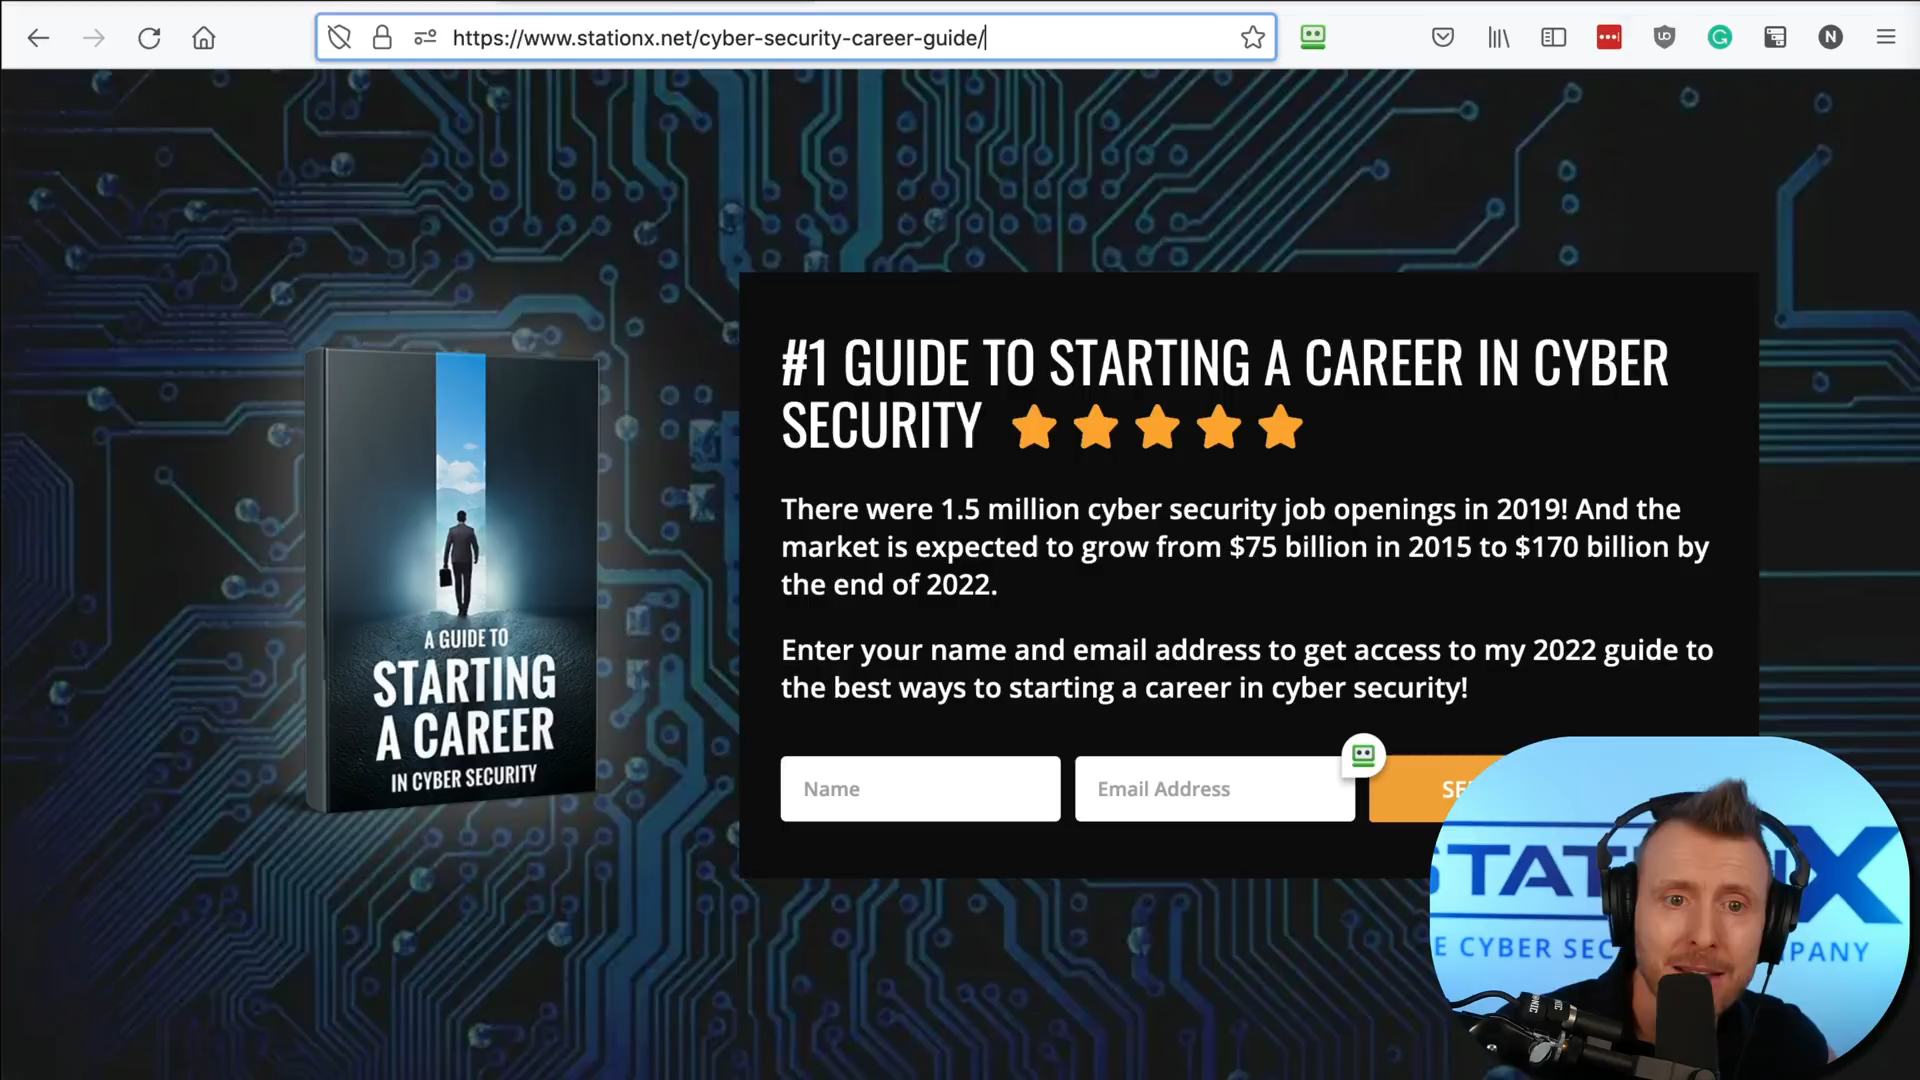 https://www.stationx.net/cyber-security-career-guide/
N
#1 GUIDE TO STARTING A CAREER IN CYBER
SECURITY
There were 1.5 million cyber security job openings in 2019! And the
market is expected to grow from $75 billion in 2015 to $170 billion by
the end of 2022.
Enter your name and email address to get access to my 2022 guide to
the best ways to starting a career in cyber security!
A GUIDE TO
STARTING
A CAREER
IN CYBER SECURITY
Name
Email Address